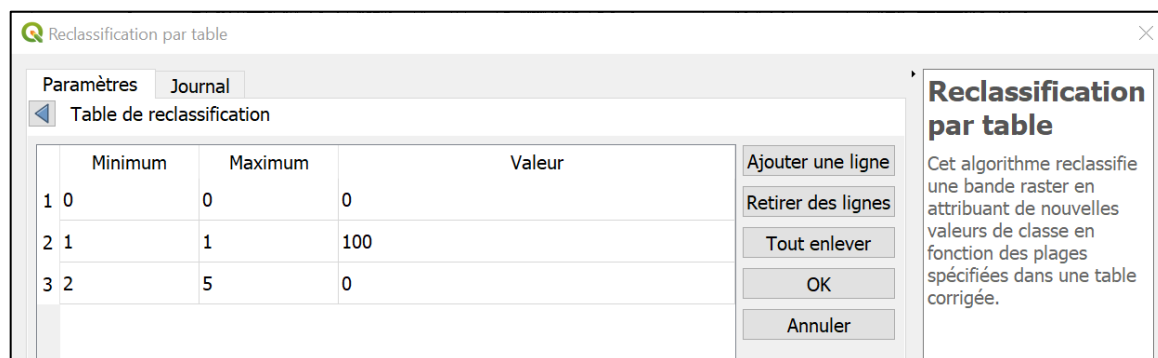 Reclassification par table
Paramètres Journal
Table de reclassification
Minimum Maximum Valeur
1 0 0 0
2 1 1 100
3 2 5 0
Ajouter une ligne
Retirer des lignes
Tout enlever
OK
Annuler
Reclassification
par table
Cet algorithme reclassifie
une bande raster en
attribuant de nouvelles
valeurs de classe en
fonction des plages
spécifiées dans une table
corrigée.